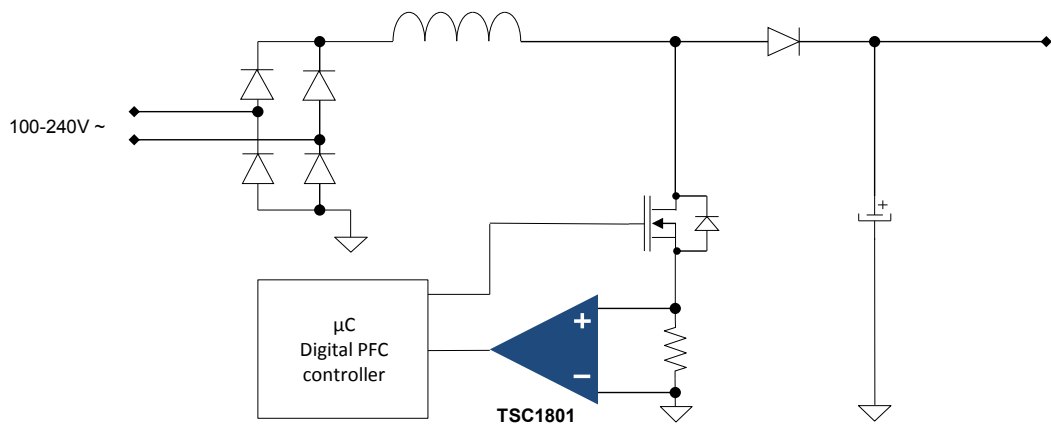 100-240V ~
+
µC
Digital PFC
controller
+
−
TSC1801